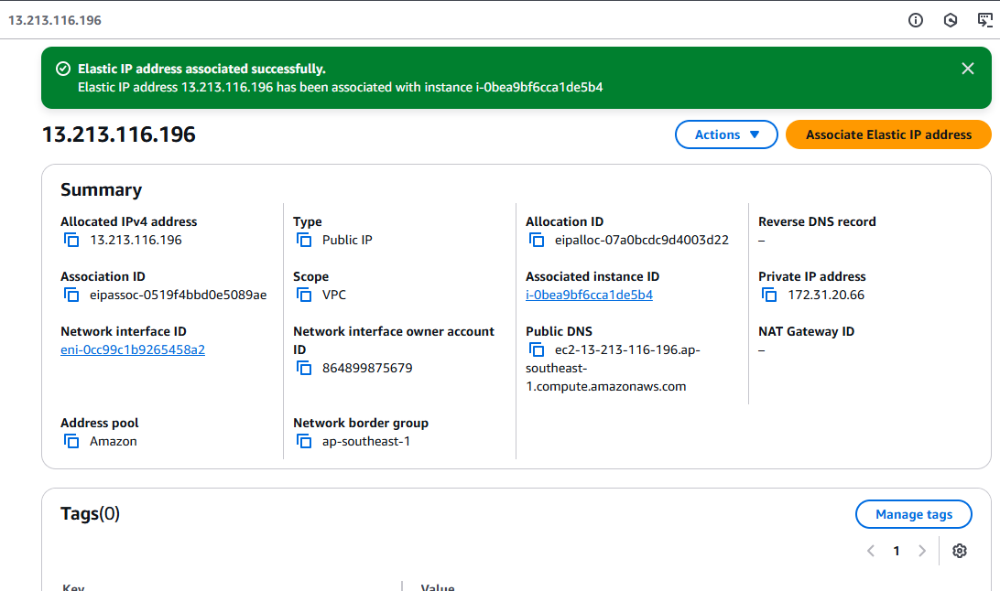 13.213.116.196
Elastic IP address associated successfully.
Elastic IP address 13.213.116.196 has been associated with instance i-0bea9bf6cca1de5b4
13.213.116.196
Actions
Associate Elastic IP address
Summary
Allocated IPv4 address
13.213.116.196
Type
Public IP
Allocation ID
eipalloc-07a0bcdc9d4003d22
Reverse DNS record
–
Association ID
eipassoc-0519f4bbd0e5089ae
Scope
VPC
Associated instance ID
i-0bea9bf6cca1de5b4
Private IP address
172.31.20.66
Network interface ID
eni-0cc99c1b9265458a2
Network interface owner account
ID
864899875679
Public DNS
ec2-13-213-116-196.ap-
southeast-
1.compute.amazonaws.com
NAT Gateway ID
–
Address pool
Amazon
Network border group
ap-southeast-1
Tags(0)
Manage tags
1
Key
Value